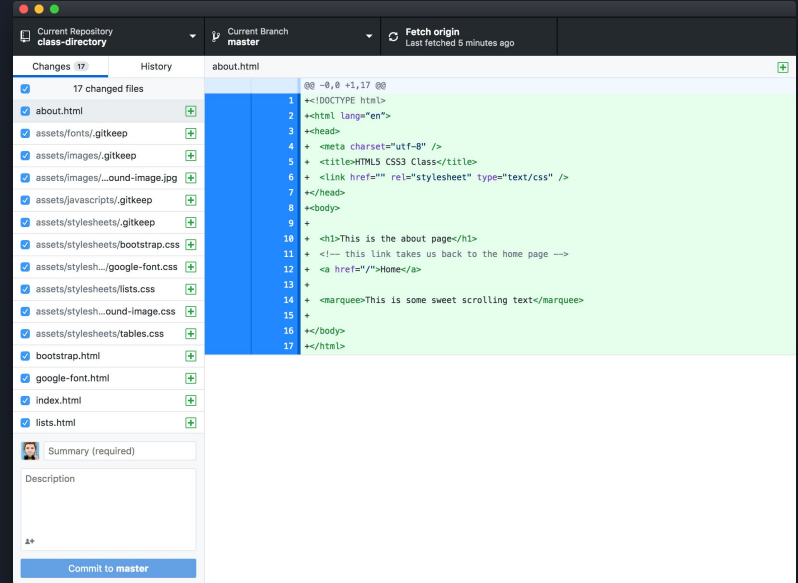 Current Repository
class-directory
Current Branch
master
Fetch origin
Last fetched 5 minutes ago
Changes 17
History
17 changed files
about.html
assets/fonts/.gitkeep
assets/images/.gitkeep
assets/images/...ound-image.jpg
assets/javascripts/.gitkeep
assets/stylesheets/.gitkeep
assets/stylesheets/bootstrap.css
assets/stylesh.../google-font.css
assets/stylesheets/lists.css
assets/stylesh...ound-image.css
assets/stylesheets/tables.css
bootstrap.html
google-font.html
index.html
lists.html
Summary (required)
Description
Commit to master
about.html
@@ -0,0 +1,17 @@
1 +<!DOCTYPE html>
2 +<html lang=“en”>
3 +<head>
4 +  <meta charset="utf-8" />
5 +  <title>HTML5 CSS3 Class</title>
6 +  <link href="" rel="stylesheet" type="text/css" />
7 +</head>
8 +<body>
9 +
10 +  <h1>This is the about page</h1>
11 +  <!-- this link takes us back to the home page -->
12 +  <a href="/">Home</a>
13 +
14 +  <marquee>This is some sweet scrolling text</marquee>
15 +
16 +</body>
17 +</html>